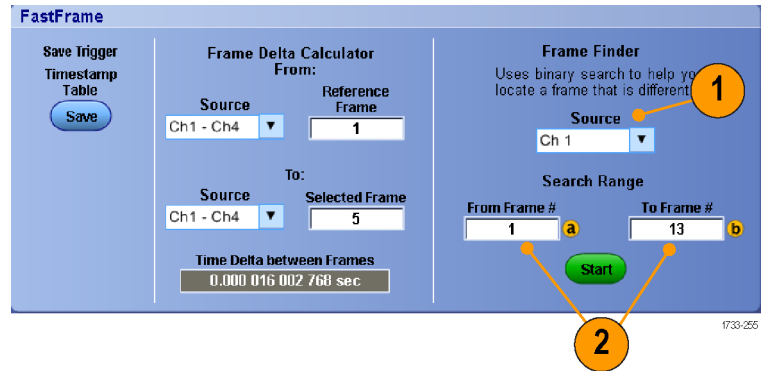 FastFrame
Save Trigger
Timestamp
Table
Save
Frame Delta Calculator
From:
Source
Reference
Frame
Ch1 - Ch4
1
To:
Source
Selected Frame
Ch1 - Ch4
5
Time Delta between Frames
0.000 016 002 768 sec
Frame Finder
Uses binary search to help
locate a frame that is different
1
Source
Ch 1
Search Range
From Frame #
To Frame #
1
a
13
b
Start
2
1733-255